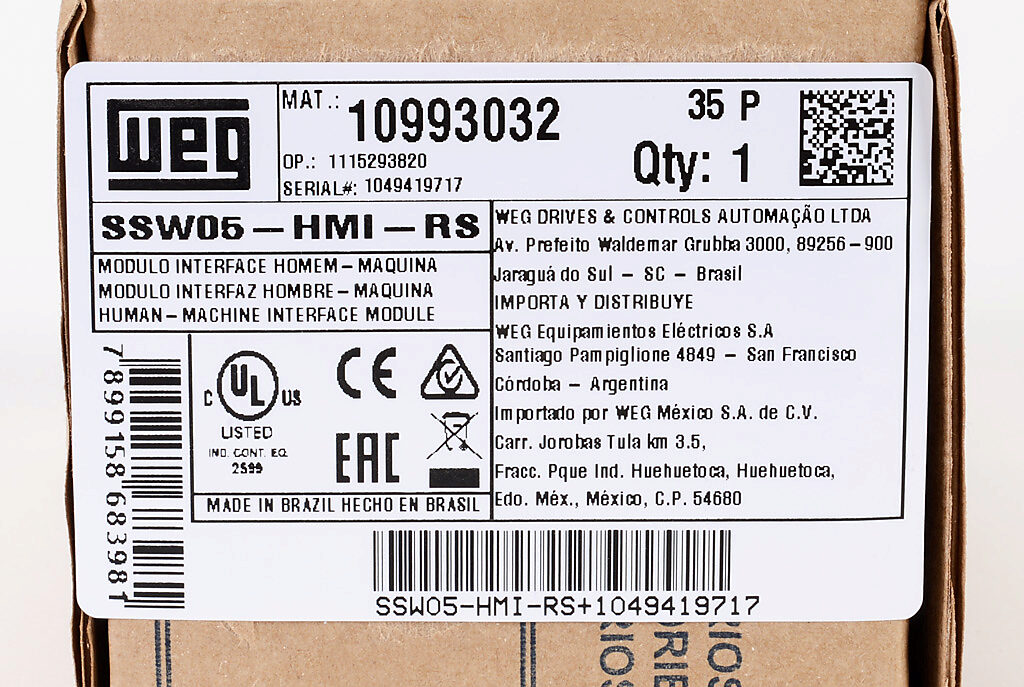 weg
MAT.: 10993032
35 P
OP.: 1115293820
Qty: 1
SERIAL#: 1049419717
SSW05-HMI-RS
MODULO INTERFACE HOMEM-MAQUINA
MODULO INTERFAZ HOMBRE-MAQUINA
HUMAN-MACHINE INTERFACE MODULE
WEG DRIVES & CONTROLS AUTOMAÇÃO LTDA
Av. Prefeito Waldemar Grubba 3000, 89256-900
Jaraguá do Sul - SC - Brasil
IMPORTA Y DISTRIBUYE
WEG Equipamientos Eléctricos S.A
Santiago Pampiglione 4849 - San Francisco
Córdoba - Argentina
Importado por WEG México S.A. de C.V.
Carr. Jorobas Tula km 3.5,
Fracc. Pque Ind. Huehuetoca, Huehuetoca,
Edo. Méx., México, C.P. 54680
C UL US
LISTED
IND. CONT. EQ.
2S99
CE
EAC
MADE IN BRAZIL HECHO EN BRASIL
7 899158 683981
SSW05-HMI-RS+1049419717